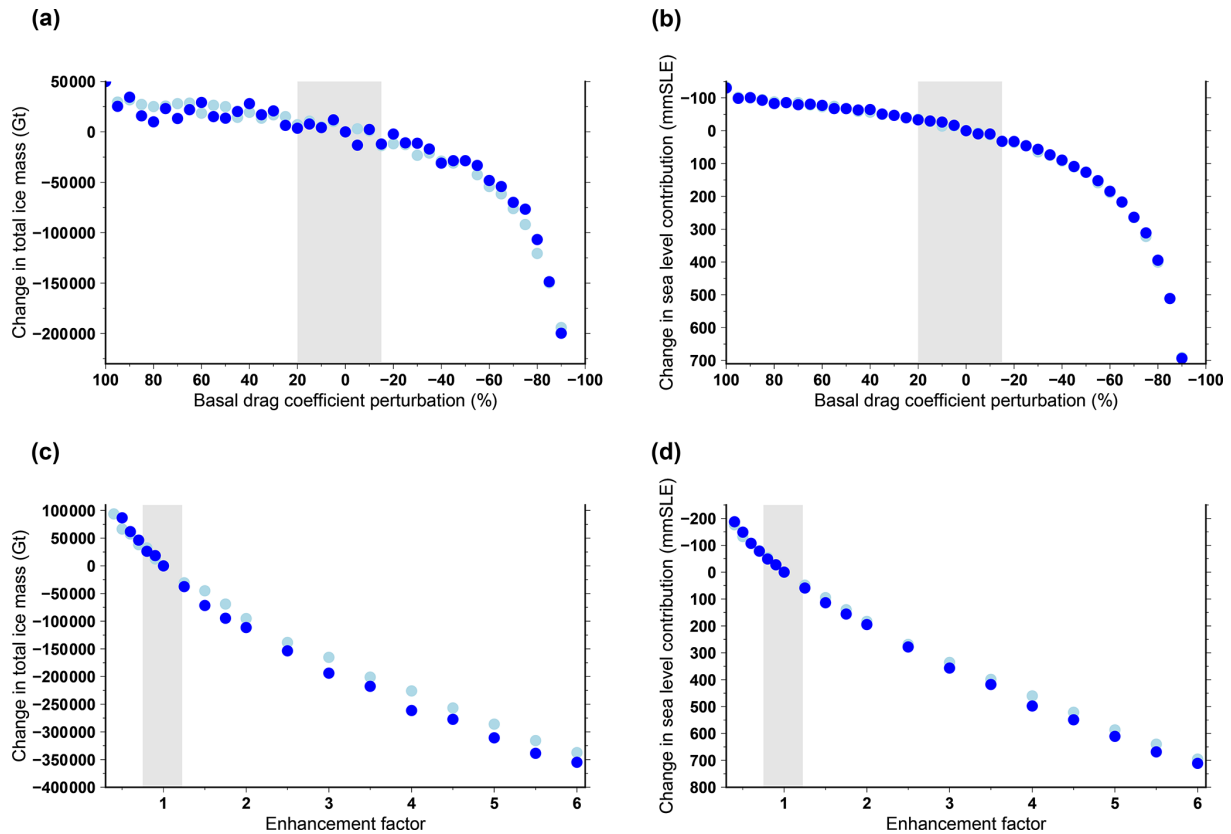 (a)
Change in total ice mass (Gt)
50000
0
−50000
−100000
−150000
−200000
100 80 60 40 20 0 −20 −40 −60 −80 −100
Basal drag coefficient perturbation (%)
(b)
Change in sea level contribution (mmSLE)
−100
0
100
200
300
400
500
600
700
100 80 60 40 20 0 −20 −40 −60 −80 −100
Basal drag coefficient perturbation (%)
(c)
Change in total ice mass (Gt)
100000
50000
0
−50000
−100000
−150000
−200000
−250000
−300000
−350000
−400000
1 2 3 4 5 6
Enhancement factor
(d)
Change in sea level contribution (mmSLE)
−200
−100
0
100
200
300
400
500
600
700
800
1 2 3 4 5 6
Enhancement factor